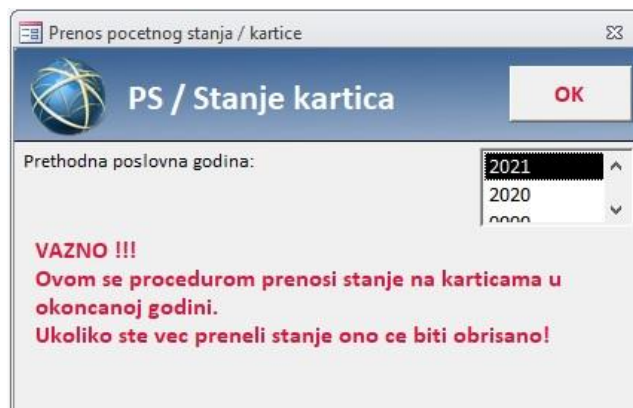 Prenos pocetnog stanja / kartice
PS / Stanje kartica
OK
Prethodna poslovna godina:
2021
2020
VAZNO !!!
Ovom se procedurom prenosi stanje na karticama u
okoncanoj godini.
Ukoliko ste vec preneli stanje ono ce biti obrisano!